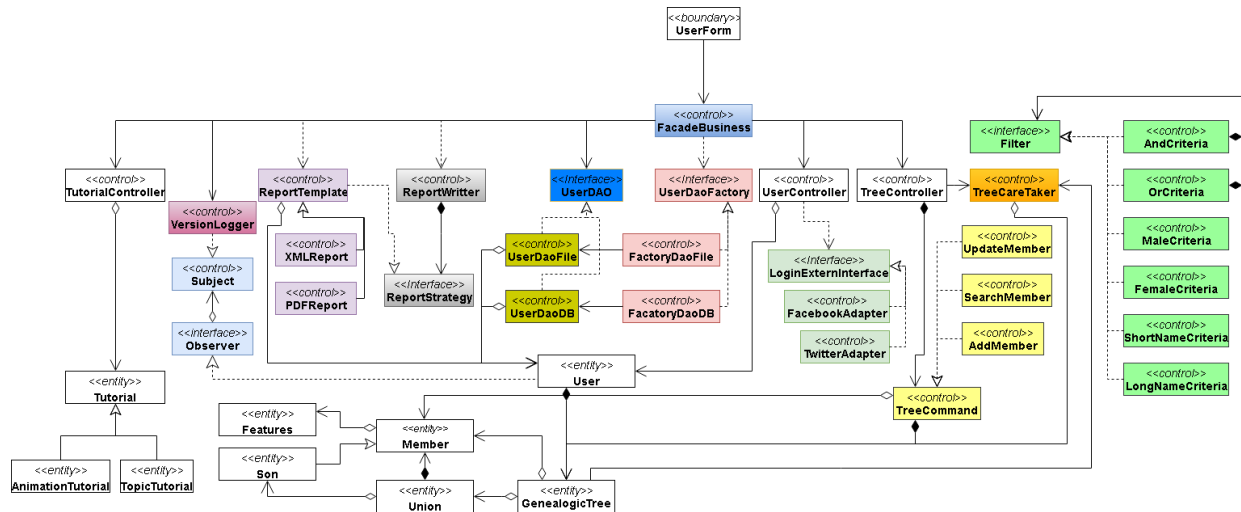 <<boundary>>
UserForm
<<control>>
FacadeBusiness
<<interface>>
Filter
<<control>>
AndCriteria
<<control>>
TutorialController
<<control>>
ReportTemplate
<<control>>
ReportWritter
<<Interface>>
UserDAO
<<Interface>>
UserDaoFactory
<<control>>
UserController
<<control>>
TreeController
<<control>>
TreeCareTaker
<<control>>
OrCriteria
<<control>>
VersionLogger
<<control>>
XMLReport
<<control>>
UserDaoFile
<<control>>
FactoryDaoFile
<<control>>
UpdateMember
<<control>>
MaleCriteria
<<control>>
Subject
<<control>>
PDFReport
<<Interface>>
ReportStrategy
<<Interface>>
LoginExternInterface
<<control>>
SearchMember
<<control>>
FemaleCriteria
<<interface>>
Observer
<<control>>
UserDaoDB
<<control>>
FacatoryDaoDB
<<control>>
FacebookAdapter
<<control>>
AddMember
<<control>>
ShortNameCriteria
<<control>>
TwitterAdapter
<<entity>>
Tutorial
<<entity>>
User
<<control>>
TreeCommand
<<control>>
LongNameCriteria
<<entity>>
Features
<<entity>>
Member
<<entity>>
AnimationTutorial
<<entity>>
TopicTutorial
<<entity>>
Son
<<entity>>
Union
<<entity>>
GenealogicTree